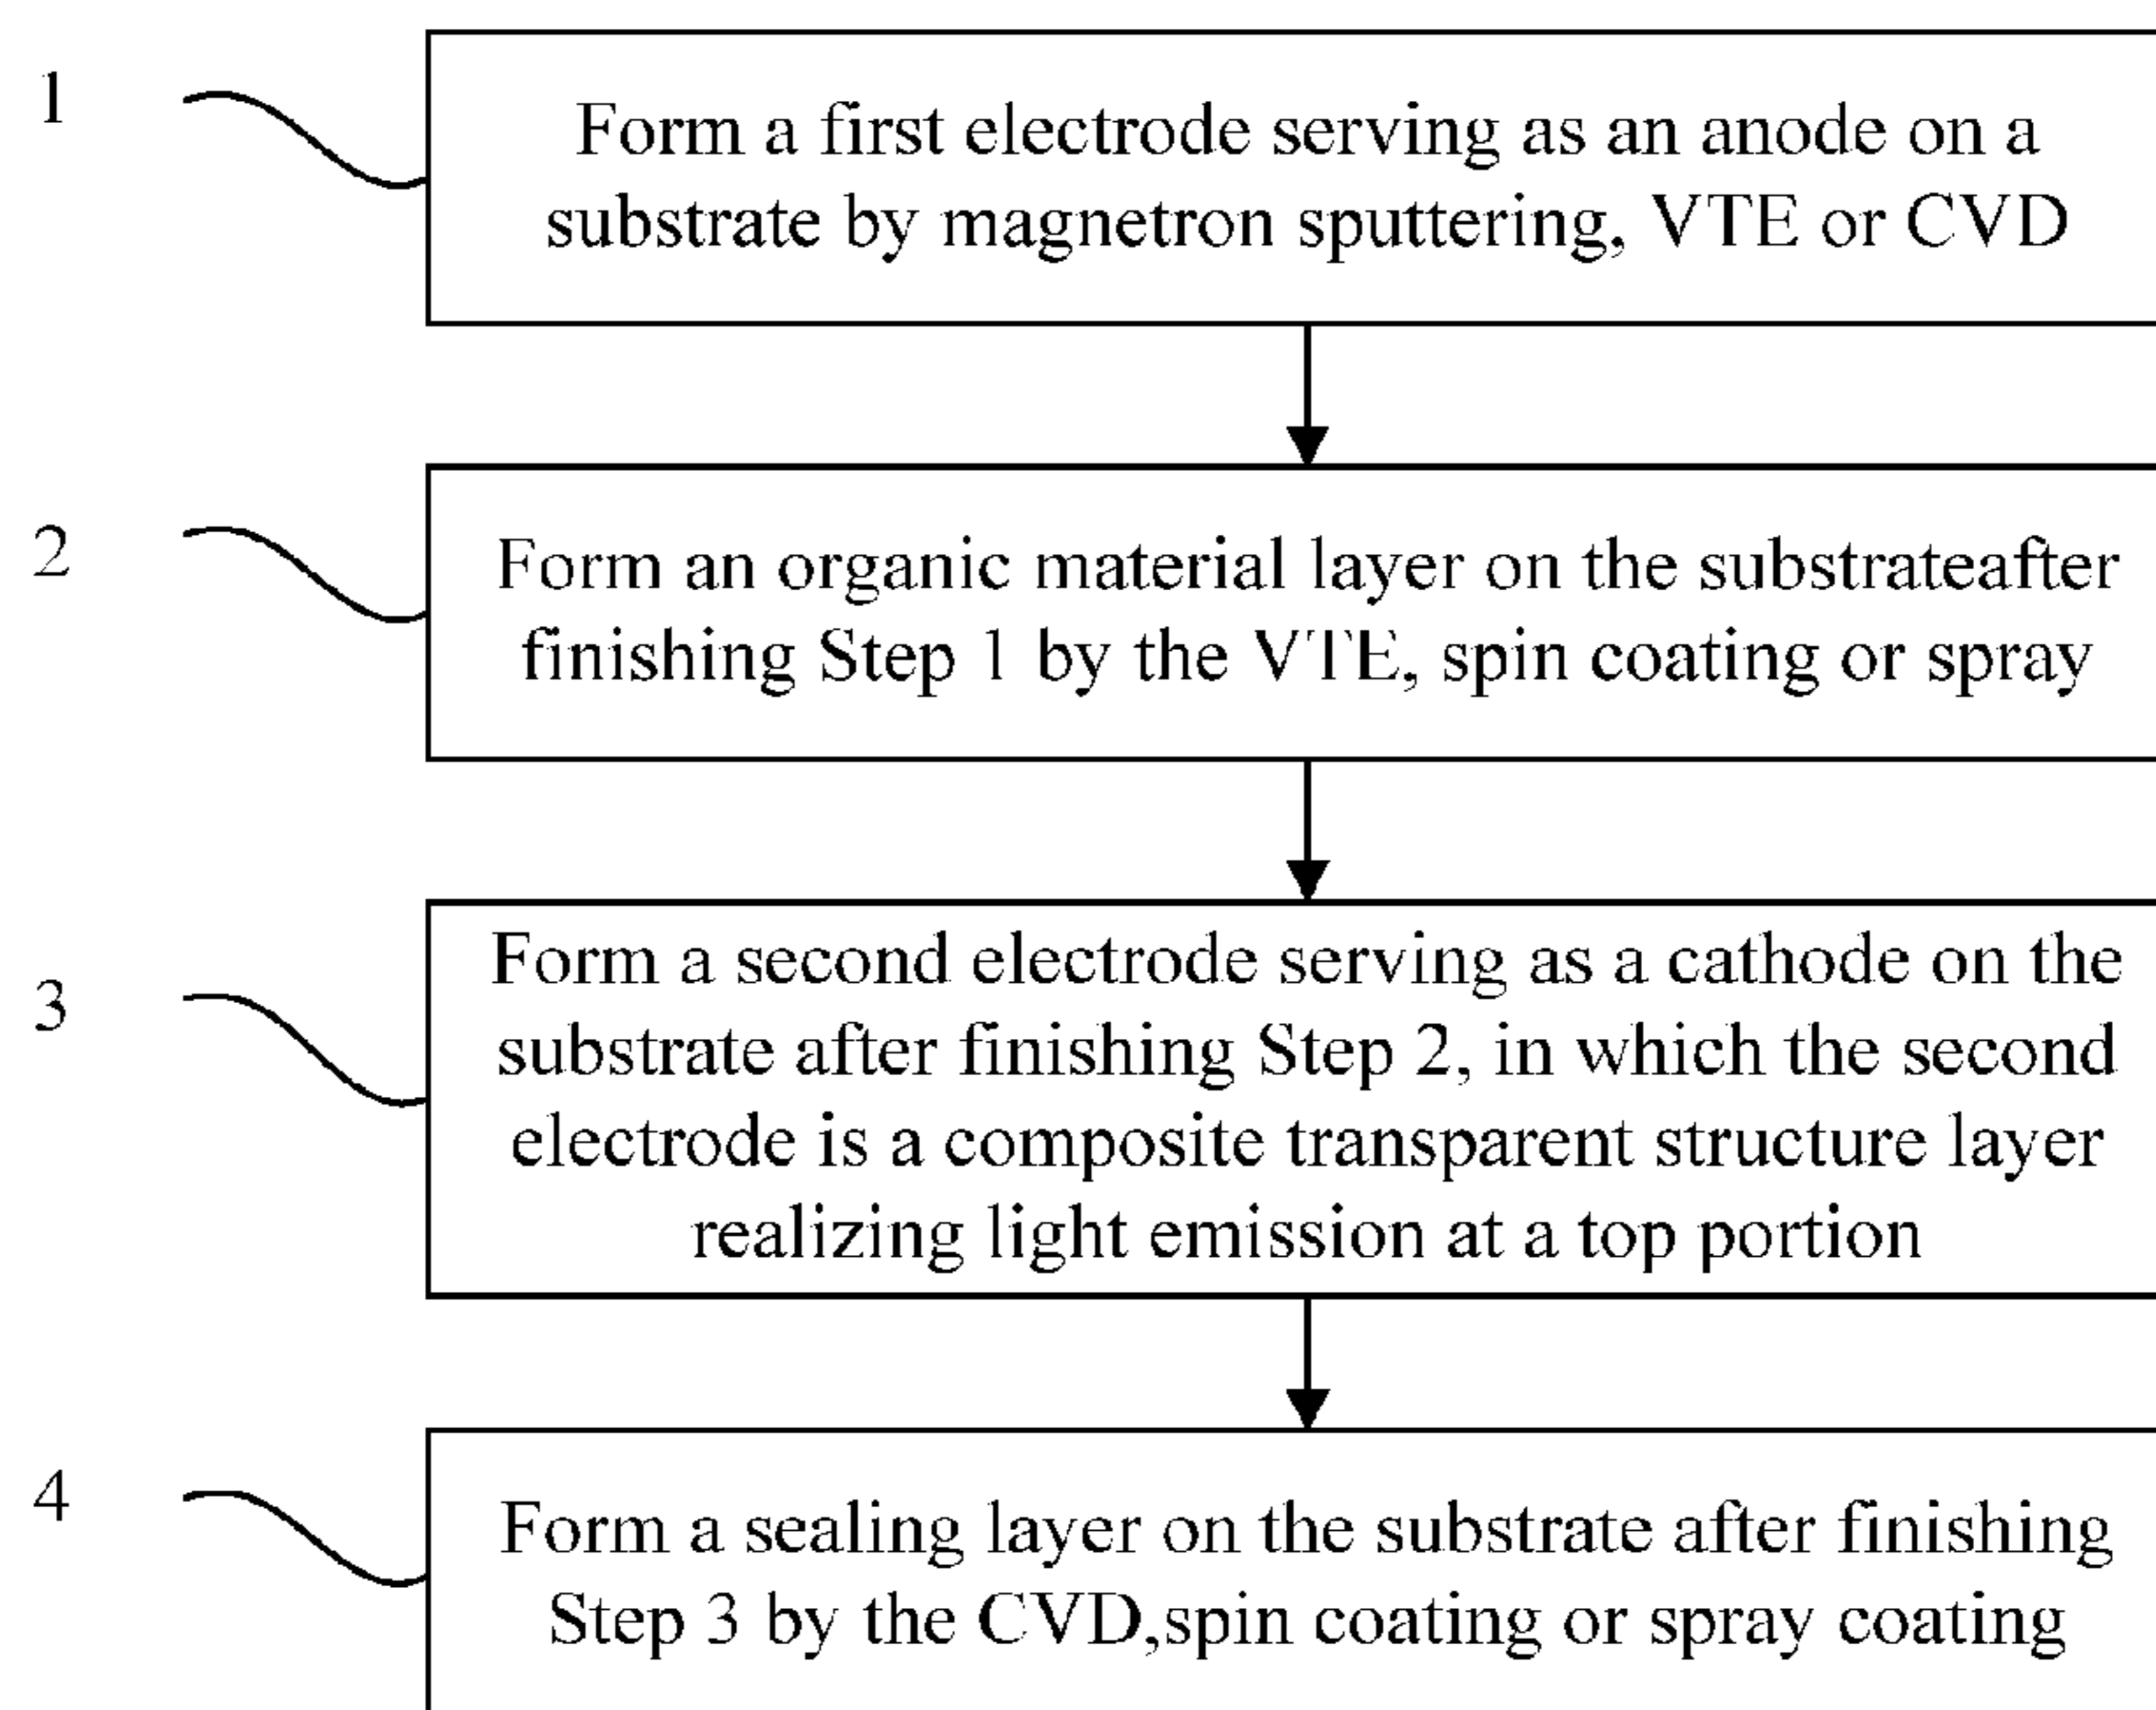 1
Form a first electrode serving as an anode on a
substrate by magnetron sputtering, VTE or CVD
2
Form an organic material layer on the substrateafter
finishing Step 1 by the VTE, spin coating or spray
3
Form a second electrode serving as a cathode on the
substrate after finishing Step 2, in which the second
electrode is a composite transparent structure layer
realizing light emission at a top portion
4
Form a sealing layer on the substrate after finishing
Step 3 by the CVD,spin coating or spray coating